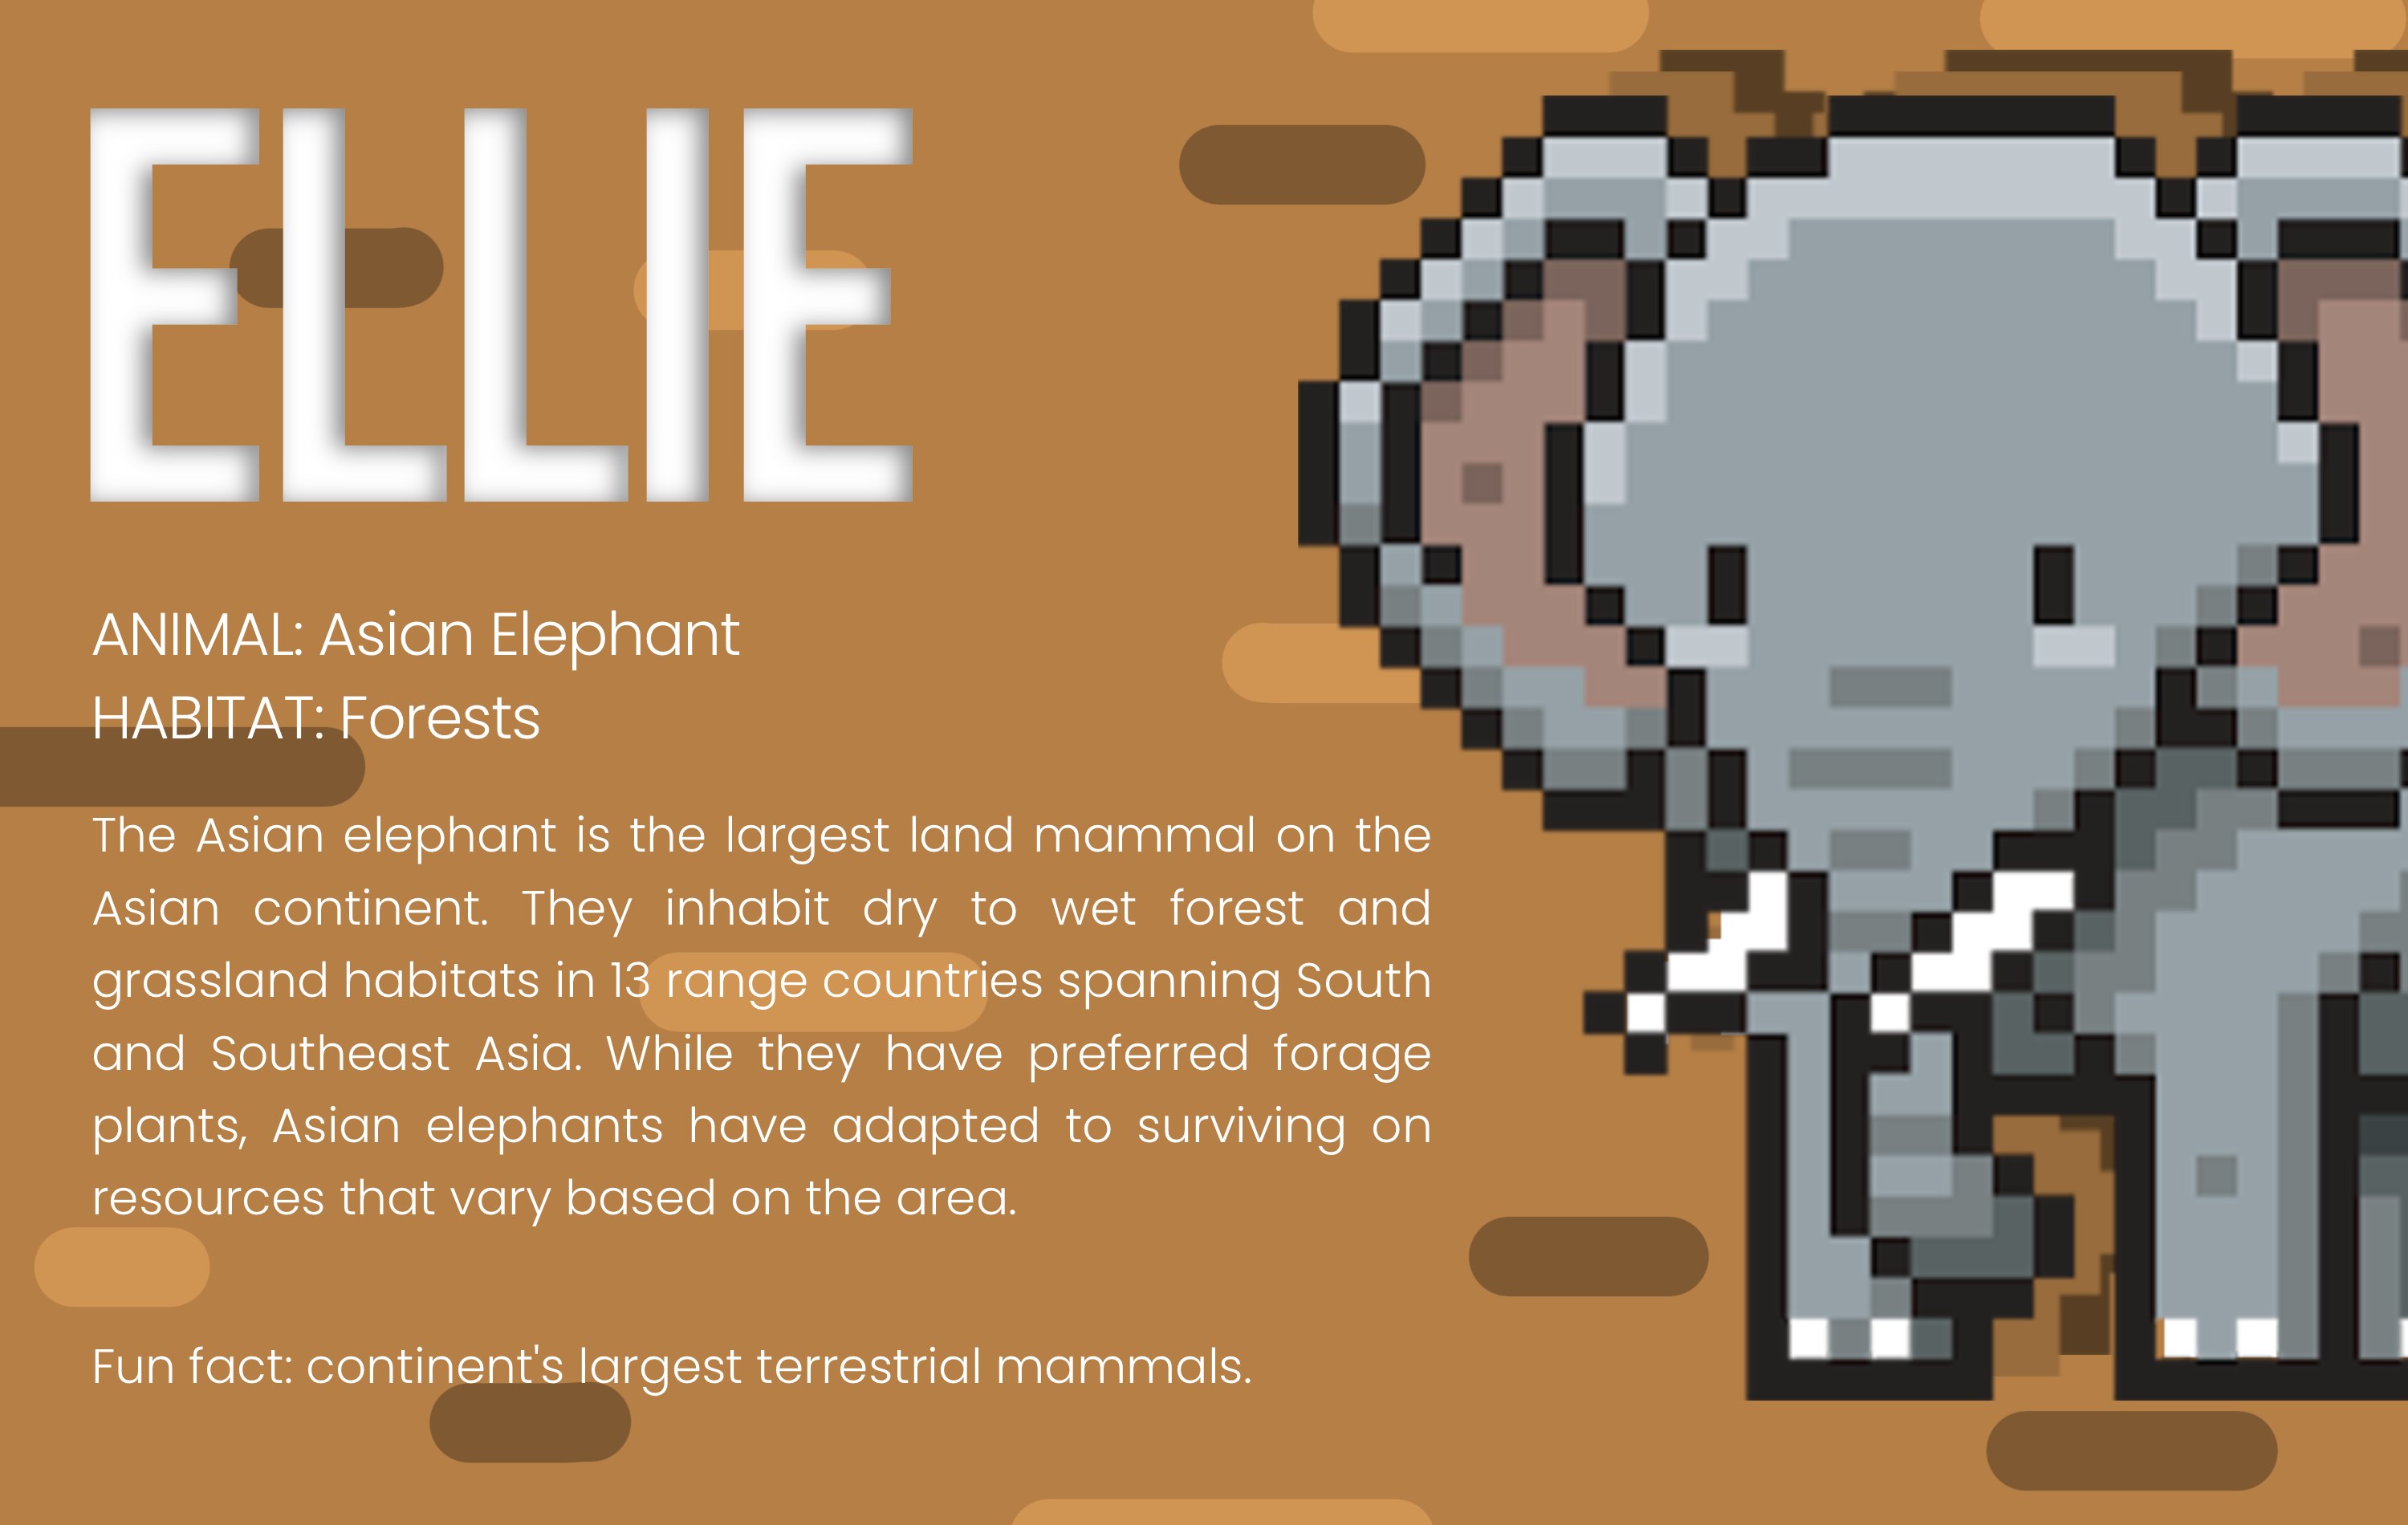 ELLIE
ANIMAL: Asian Elephant
HABITAT: Forests
The Asian elephant is the largest land mammal on the
Asian continent. They inhabit dry to wet forest and
grassland habitats in 13 range countries spanning South
and Southeast Asia. While they have preferred forage
plants, Asian elephants have adapted to surviving on
resources that vary based on the area.
Fun fact: continent's largest terrestrial mammals.